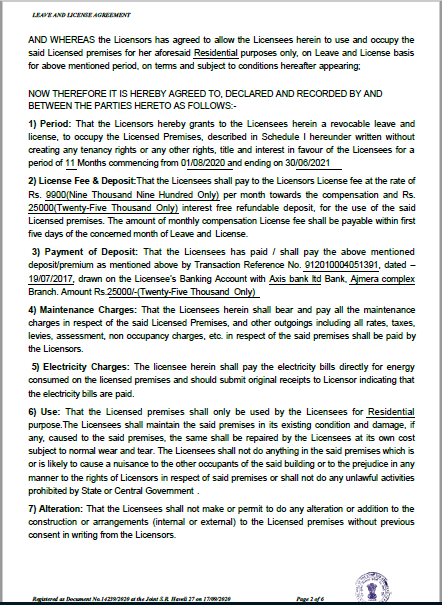 LEAVE AND LICENSE AGREEMENT
AND WHEREAS the Licensors has agreed to allow the Licensees herein to use and occupy the
said Licensed premises for her aforesaid Residential purposes only, on Leave and License basis
for above mentioned period, on terms and subject to conditions hereafter appearing;
NOW THEREFORE IT IS HEREBY AGREED TO, DECLARED AND RECORDED BY AND
BETWEEN THE PARTIES HERETO AS FOLLOWS:-
1) Period: That the Licensors hereby grants to the Licensees herein a revocable leave and
license, to occupy the Licensed Premises, described in Schedule I hereunder written without
creating any tenancy rights or any other rights, title and interest in favour of the Licensees for a
period of 11 Months commencing from 01/08/2020 and ending on 30/06/2021
2) License Fee & Deposit:That the Licensees shall pay to the Licensors License fee at the rate of
Rs. 9900(Nine Thousand Nine Hundred Only) per month towards the compensation and Rs.
25000(Twenty-Five Thousand Only) interest free refundable deposit, for the use of the said
Licensed premises. The amount of monthly compensation License fee shall be payable within first
five days of the concerned month of Leave and License.
3) Payment of Deposit: That the Licensees has paid / shall pay the above mentioned
deposit/premium as mentioned above by Transaction Reference No. 912010004051391, dated –
19/07/2017, drawn on the Licensee's Banking Account with Axis bank ltd Bank, Ajmera complex
Branch. Amount Rs.25000/-(Twenty-Five Thousand Only)
4) Maintenance Charges: That the Licensees herein shall bear and pay all the maintenance
charges in respect of the said Licensed Premises, and other outgoings including all rates, taxes,
levies, assessment, non occupancy charges, etc. in respect of the said premises shall be paid by
the Licensors.
5) Electricity Charges: The licensee herein shall pay the electricity bills directly for energy
consumed on the licensed premises and should submit original receipts to Licensor indicating that
the electricity bills are paid.
6) Use: That the Licensed premises shall only be used by the Licensees for Residential
purpose.The Licensees shall maintain the said premises in its existing condition and damage, if
any, caused to the said premises, the same shall be repaired by the Licensees at its own cost
subject to normal wear and tear. The Licensees shall not do anything in the said premises which is
or is likely to cause a nuisance to the other occupants of the said building or to the prejudice in any
manner to the rights of Licensors in respect of said premises or shall not do any unlawful activities
prohibited by State or Central Government .
7) Alteration: That the Licensees shall not make or permit to do any alteration or addition to the
construction or arrangements (internal or external) to the Licensed premises without previous
consent in writing from the Licensors.
Registered as Document No.14259/2020 at the Joint S.R. Haveli 27 on 17/09/2020 Page 2 of 6